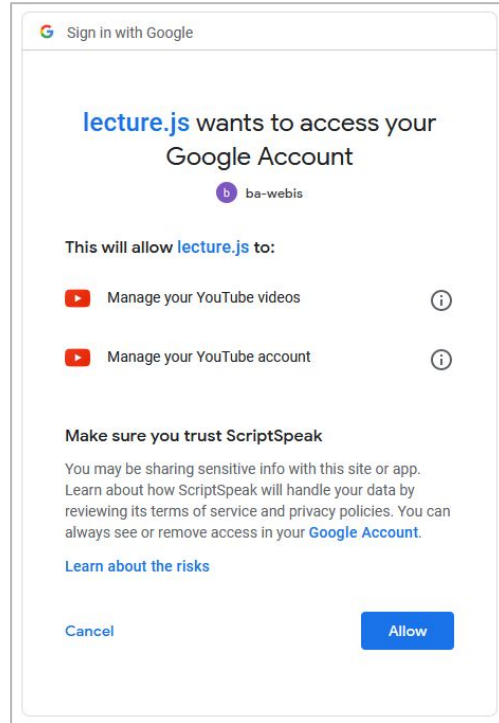 Sign in with Google
lecture.js wants to access your
Google Account
b ba-webis
This will allow lecture.js to:
Manage your YouTube videos
Manage your YouTube account
Make sure you trust ScriptSpeak
You may be sharing sensitive info with this site or app.
Learn about how ScriptSpeak will handle your data by
reviewing its terms of service and privacy policies. You can
always see or remove access in your Google Account.
Learn about the risks
Cancel Allow